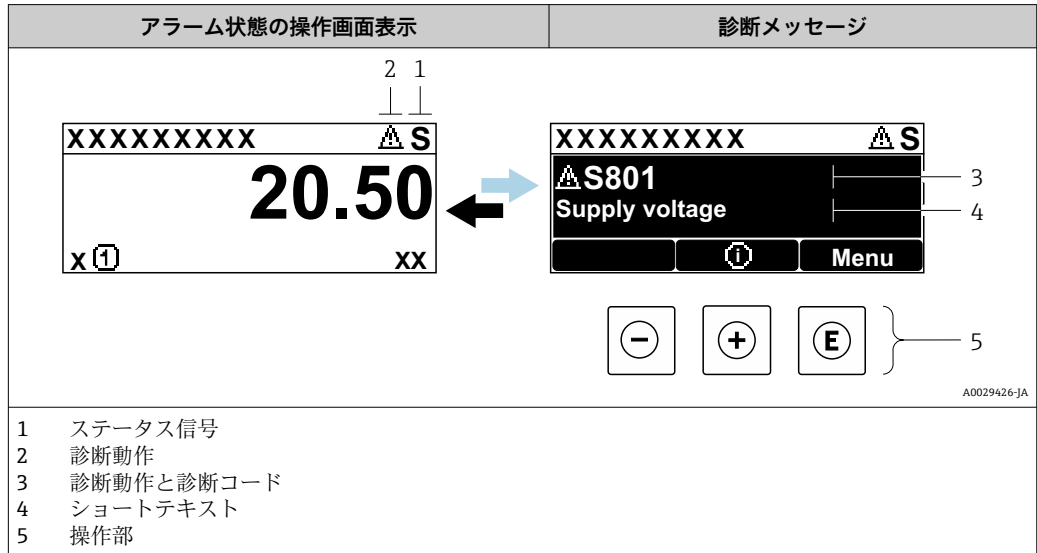 アラーム状態の操作画面表示
診断メッセージ
2 1
XXXXXXXXX ⚠ S
20.50
X 1 XX
XXXXXXXXX ⚠ S
⚠ S801
Supply voltage
i Menu
3
4
- + E
5
A0029426-JA
1 ステータス信号
2 診断動作
3 診断動作と診断コード
4 ショートテキスト
5 操作部